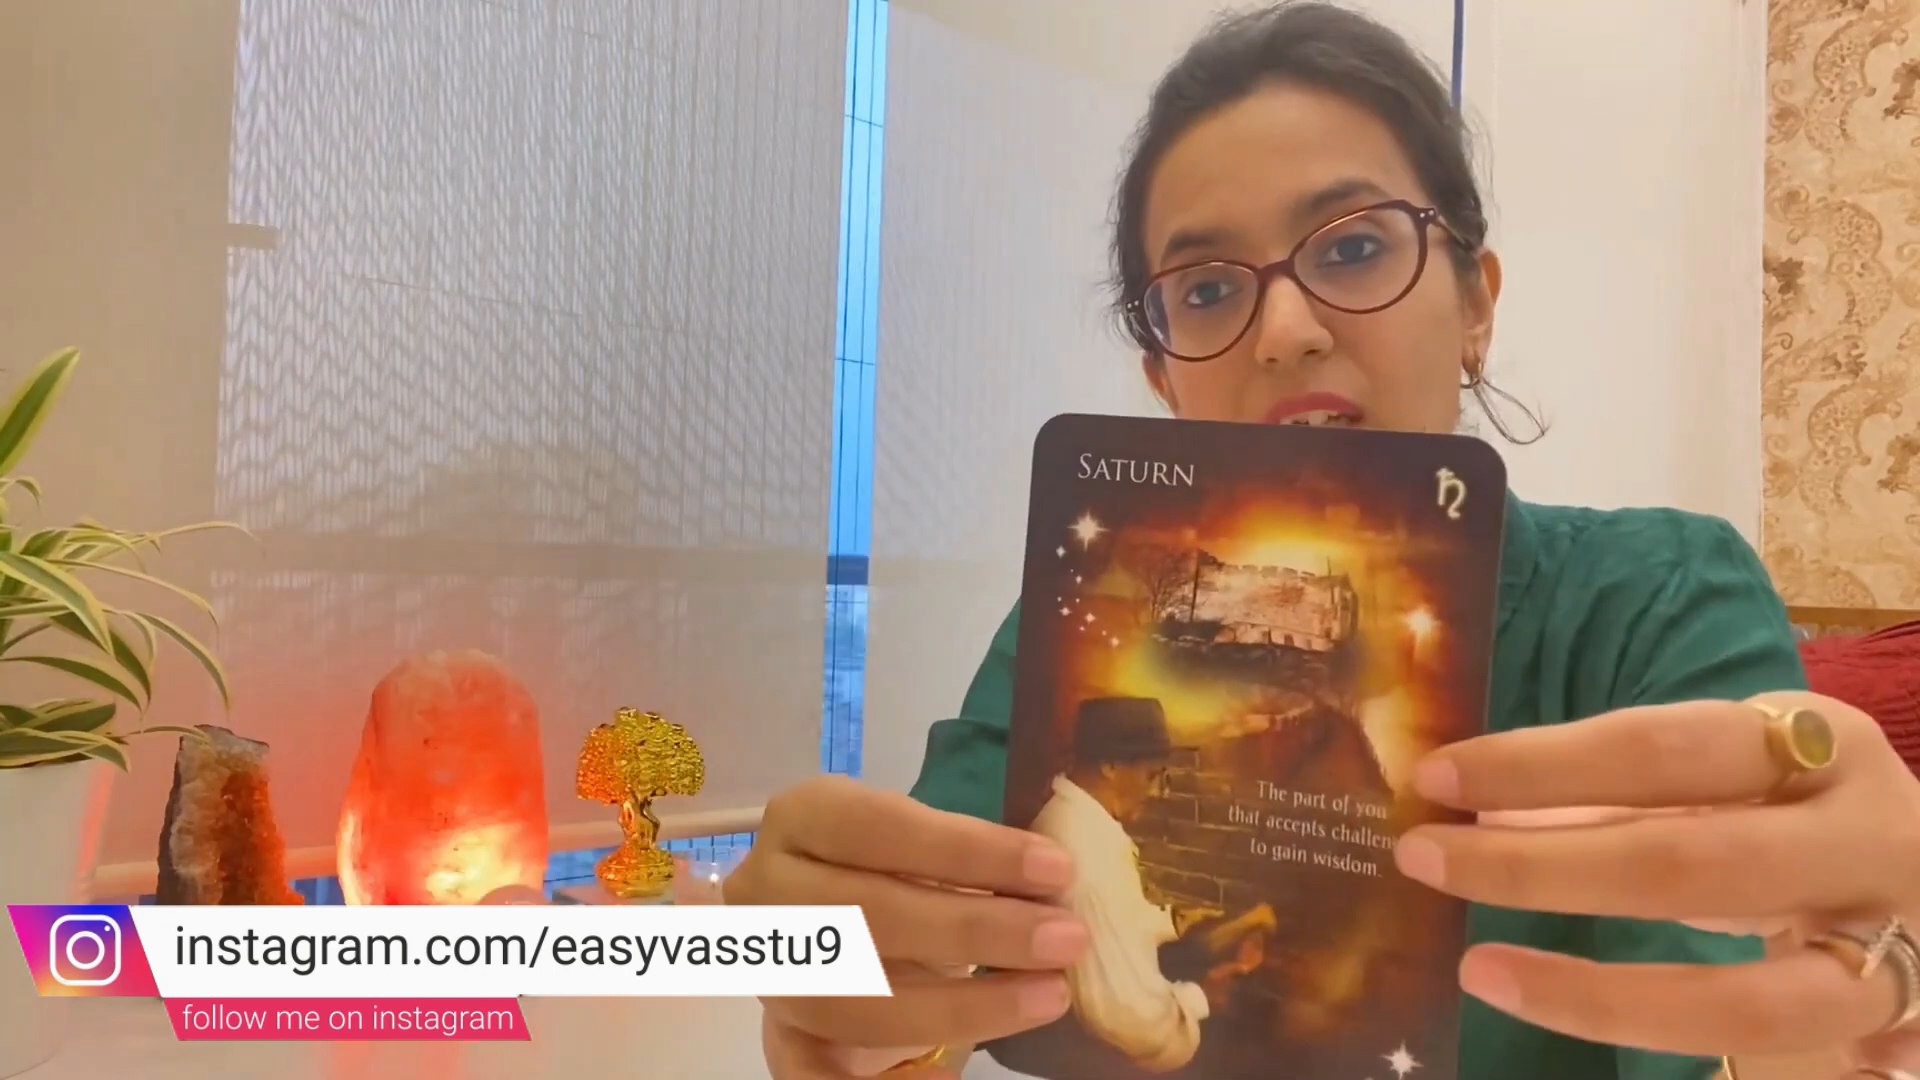 SATURN
The part of you
that accepts challen
to gain wisdom.
instagram.com/easyvasstu9
follow me on instagram